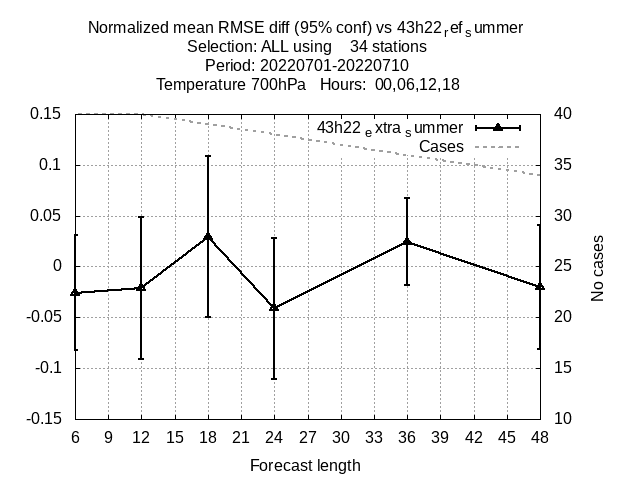 Normalized mean RMSE diff (95% conf) vs 43h22refsummer
Selection: ALL using 34 stations
Period: 20220701-20220710
Temperature 700hPa Hours: 00,06,12,18
43h22extrasummer
Cases
0.15
0.1
0.05
0
-0.05
-0.1
-0.15
40
35
30
25
20
15
10
No cases
6 9 12 15 18 21 24 27 30 33 36 39 42 45 48
Forecast length